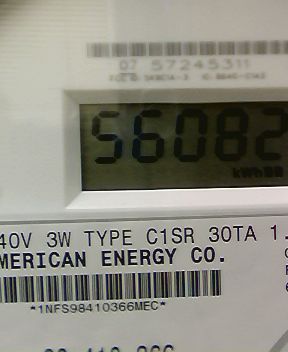 07 57245311
56082
kWh
40V 3W TYPE C1SR 30TA 1.
MERICAN ENERGY CO.
*1NFS98410366MEC*